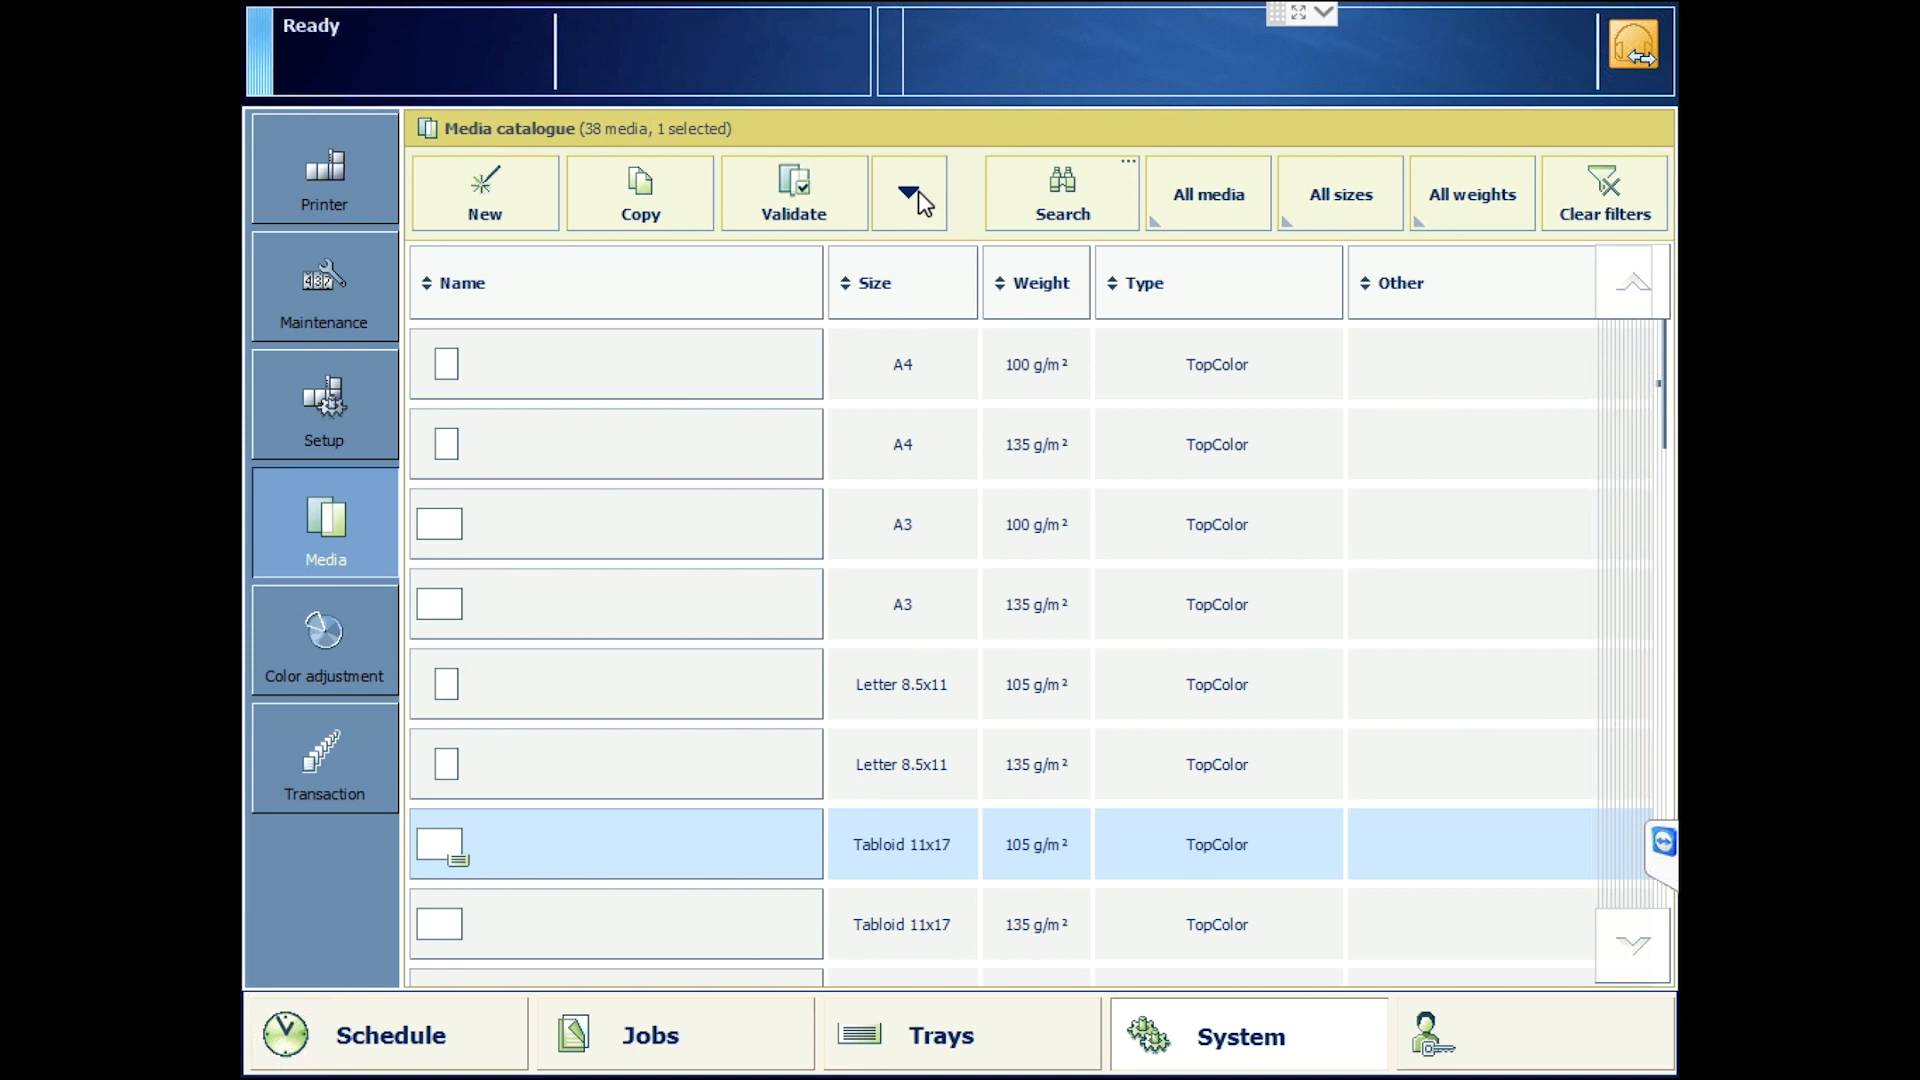 Ready
Media catalogue (38 media, 1 selected)
New
Copy
Validate
Search
All media
All sizes
All weights
Clear filters
Name
Size
Weight
Type
Other
A4
100 g/m²
TopColor
A4
135 g/m²
TopColor
A3
100 g/m²
TopColor
A3
135 g/m²
TopColor
Letter 8.5x11
105 g/m²
TopColor
Letter 8.5x11
135 g/m²
TopColor
Tabloid 11x17
105 g/m²
TopColor
Tabloid 11x17
135 g/m²
TopColor
Printer
Maintenance
Setup
Media
Color adjustment
Transaction
Schedule
Jobs
Trays
System